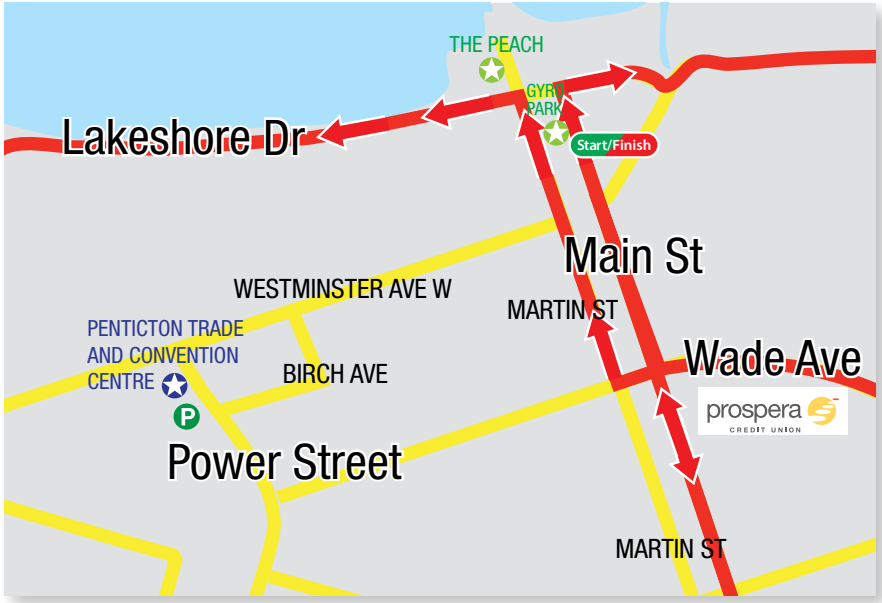 THE PEACH
GYRO
PARK
Start/Finish
Lakeshore Dr
Main St
WESTMINSTER AVE W
MARTIN ST
PENTICTON TRADE
AND CONVENTION
CENTRE
P
BIRCH AVE
Wade Ave
prospera
CREDIT UNION
Power Street
MARTIN ST